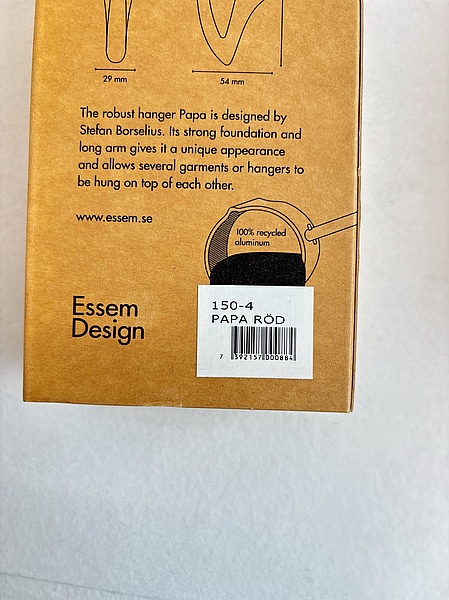 29 mm
54 mm
The robust hanger Papa is designed by
Stefan Borselius. Its strong foundation and
long arm gives it a unique appearance
and allows several garments or hangers to
be hung on top of each other.
www.essem.se
100% recycled
aluminum
Essem
Design
150-4
PAPA RÖD
7 392157 000884